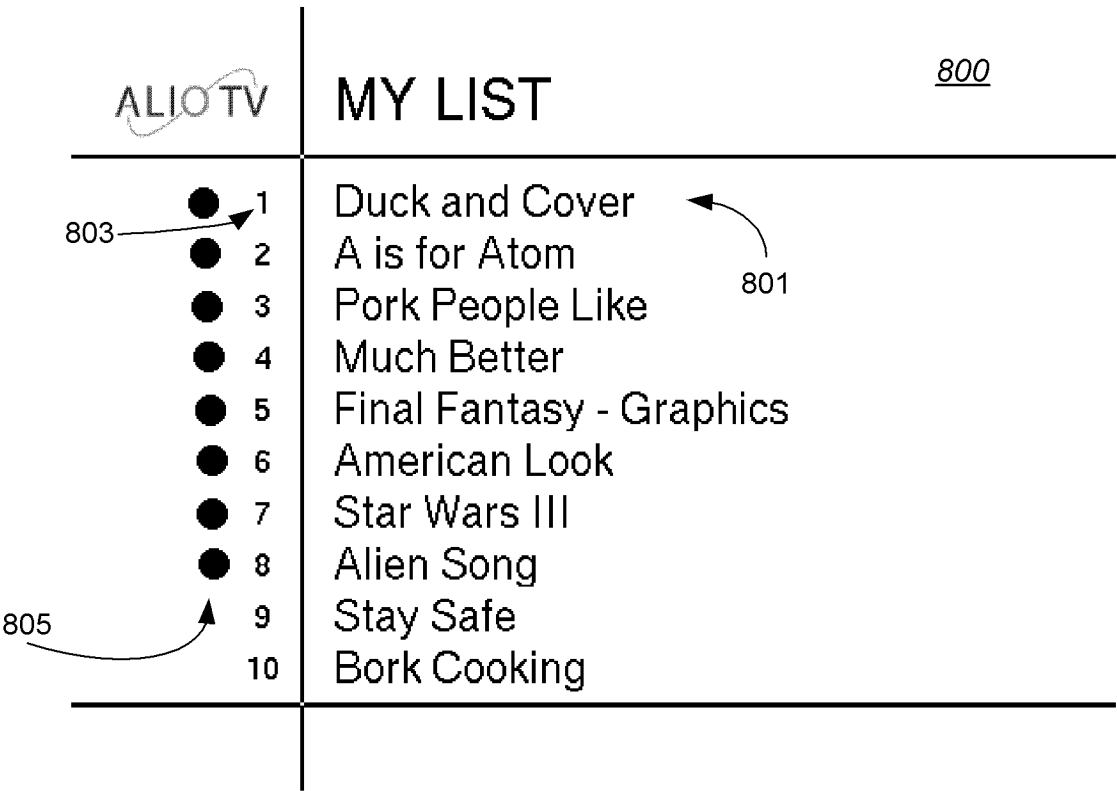 800
ALIO TV MY LIST
1 Duck and Cover
803
801
2 A is for Atom
3 Pork People Like
4 Much Better
5 Final Fantasy - Graphics
6 American Look
7 Star Wars III
8 Alien Song
805
9 Stay Safe
10 Bork Cooking